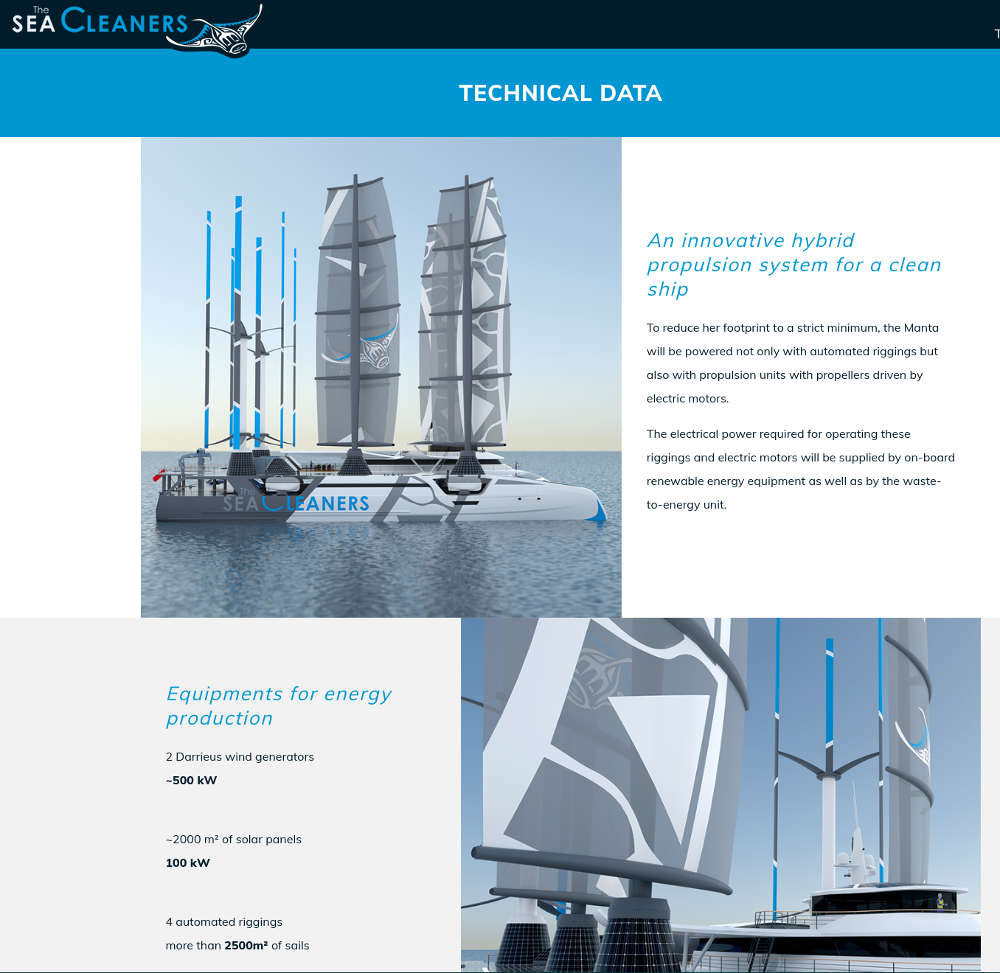 The
SEA CLEANERS
T
TECHNICAL DATA
An innovative hybrid
propulsion system for a clean
ship
To reduce her footprint to a strict minimum, the Manta
will be powered not only with automated riggings but
also with propulsion units with propellers driven by
electric motors.
The electrical power required for operating these
riggings and electric motors will be supplied by on-board
renewable energy equipment as well as by the waste-
to-energy unit.
The
SEA CLEANERS
Equipments for energy
production
2 Darrieus wind generators
~500 kW
~2000 m² of solar panels
100 kW
4 automated riggings
more than 2500m² of sails